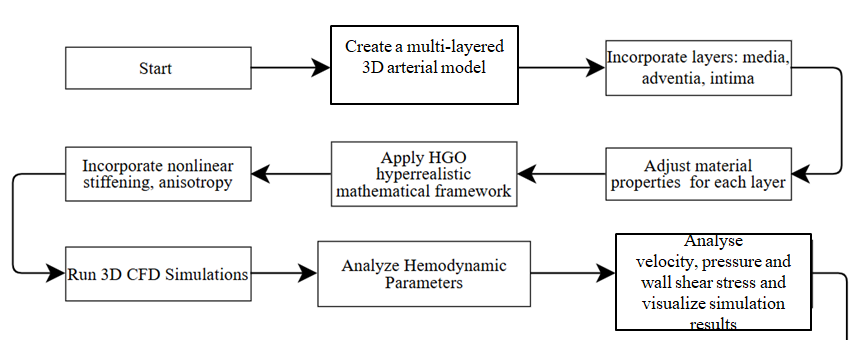 Start
Create a multi-layered
3D arterial model
Incorporate layers: media,
adventia, intima
Adjust material
properties for each layer
Apply HGO
hyperrealistic
mathematical framework
Incorporate nonlinear
stiffening, anisotropy
Run 3D CFD Simulations
Analyze Hemodynamic
Parameters
Analyse
velocity, pressure and
wall shear stress and
visualize simulation
results